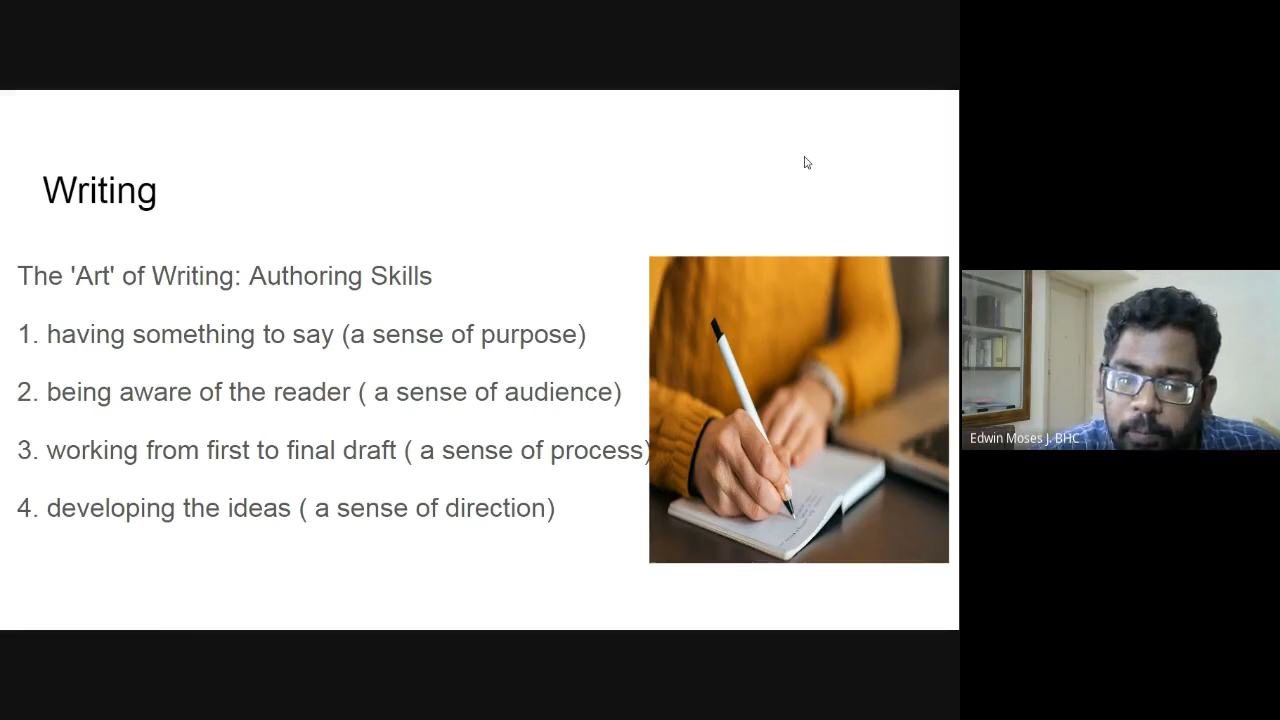 Writing
The 'Art' of Writing: Authoring Skills
1. having something to say (a sense of purpose)
2. being aware of the reader ( a sense of audience)
3. working from first to final draft ( a sense of process)
4. developing the ideas ( a sense of direction)
Edwin Moses J. BHC